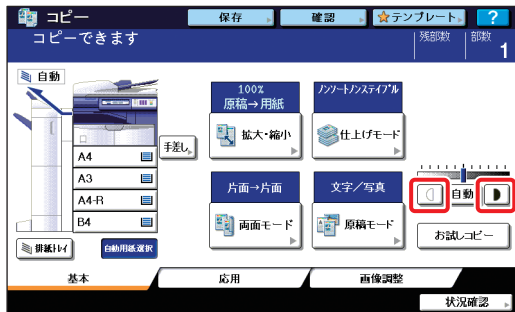 コピー
保存
確認
テンプレート
?
コピーできます
残部数
部数
1
自動
100%
原稿→用紙
ノンソートノンステイプル
拡大・縮小
仕上げモード
手差し
A4
A3
A4-R
B4
片面→片面
文字/写真
自動
両面モード
原稿モード
お試しコピー
排紙トレイ
自動用紙選択
基本
応用
画像調整
状況確認